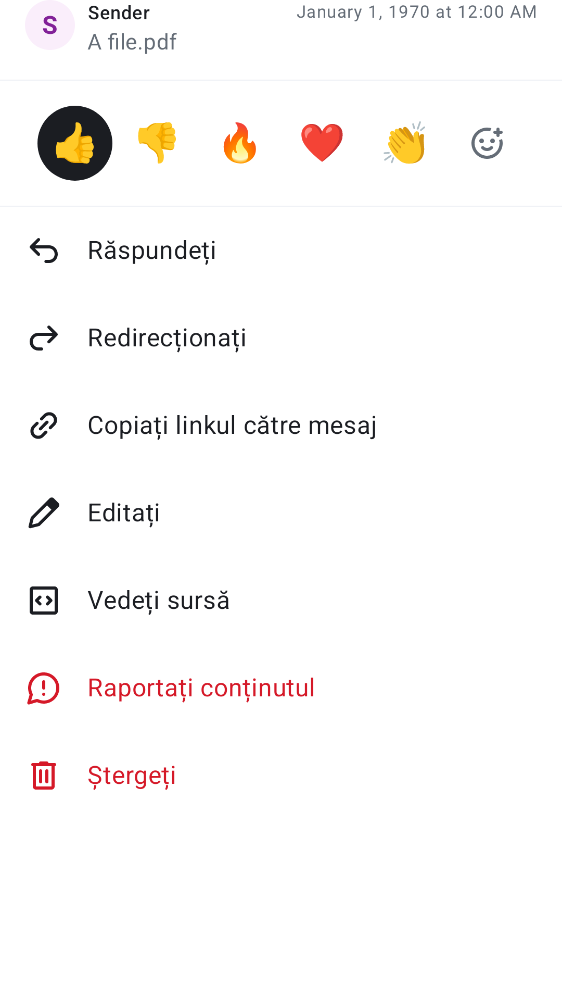 S
Sender
January 1, 1970 at 12:00 AM
A file.pdf
Răspundeți
Redirecționați
Copiați linkul către mesaj
Editați
Vedeți sursă
Raportați conținutul
Ștergeți